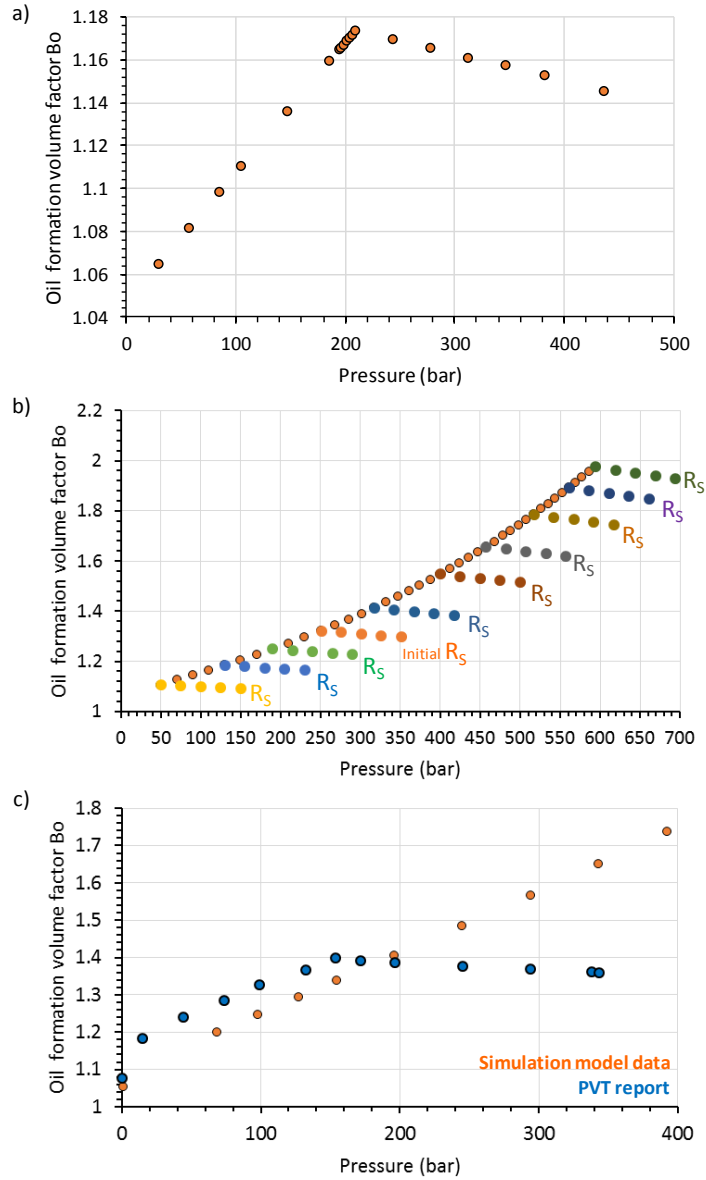 a)
Oil formation volume factor Bo
1.18
1.16
1.14
1.12
1.1
1.08
1.06
1.04
0 100 200 300 400 500
Pressure (bar)
b)
Oil formation volume factor Bo
2.2
2
1.8
1.6
1.4
1.2
1
RS
RS
RS
RS
RS
RS
Initial RS
RS
RS
RS
0 50 100 150 200 250 300 350 400 450 500 550 600 650 700
Pressure (bar)
c)
Oil formation volume factor Bo
1.8
1.7
1.6
1.5
1.4
1.3
1.2
1.1
1
Simulation model data
PVT report
0 100 200 300 400
Pressure (bar)